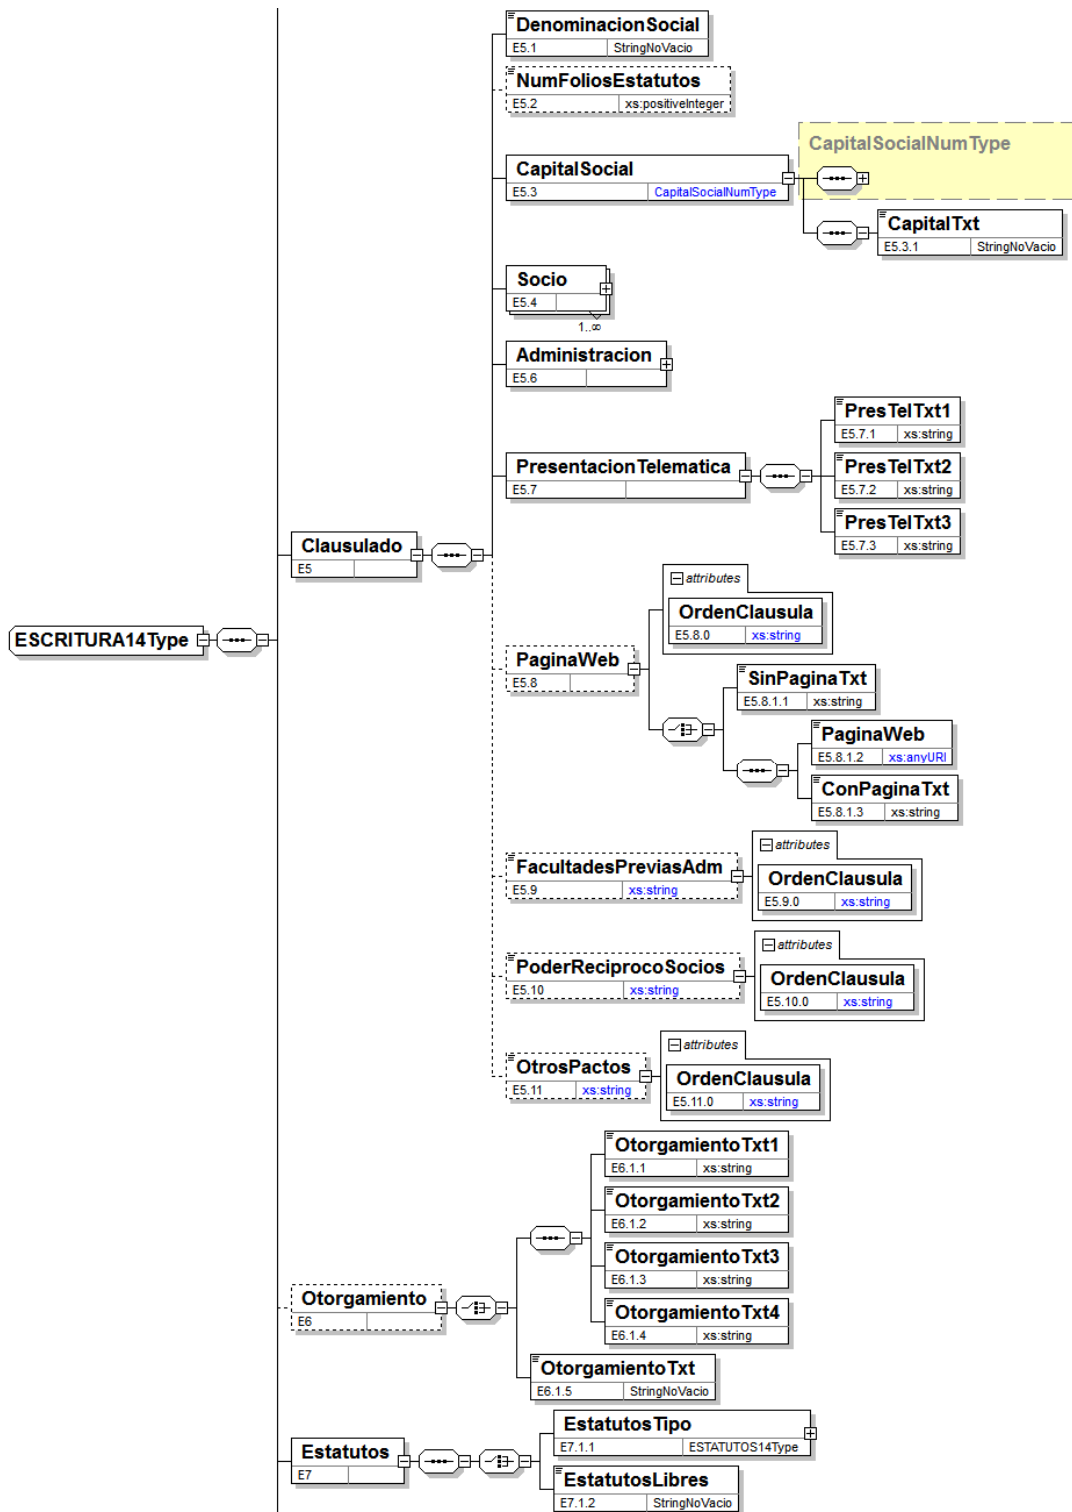 DenominacionSocial
E5.1 StringNoVacio
NumFoliosEstatutos
E5.2 xs:positiveInteger
CapitalSocialNumType
CapitalSocial
E5.3 CapitalSocialNumType
CapitalTxt
E5.3.1 StringNoVacio
Socio
E5.4
1..∞
Administracion
E5.6
PresTelTxt1
E5.7.1 xs:string
PresentacionTelematica
E5.7
PresTelTxt2
E5.7.2 xs:string
PresTelTxt3
E5.7.3 xs:string
Clausulado
E5
attributes
OrdenClausula
E5.8.0 xs:string
ESCRITURA14Type
PaginaWeb
E5.8
SinPaginaTxt
E5.8.1.1 xs:string
PaginaWeb
E5.8.1.2 xs:anyURI
ConPaginaTxt
E5.8.1.3 xs:string
attributes
FacultadesPreviasAdm
E5.9 xs:string
OrdenClausula
E5.9.0 xs:string
attributes
PoderReciprocoSocios
E5.10 xs:string
OrdenClausula
E5.10.0 xs:string
attributes
OtrosPactos
E5.11 xs:string
OrdenClausula
E5.11.0 xs:string
OtorgamientoTxt1
E6.1.1 xs:string
OtorgamientoTxt2
E6.1.2 xs:string
OtorgamientoTxt3
E6.1.3 xs:string
Otorgamiento
E6
OtorgamientoTxt4
E6.1.4 xs:string
OtorgamientoTxt
E6.1.5 StringNoVacio
EstatutosTipo
E7.1.1 ESTATUTOS14Type
Estatutos
E7
EstatutosLibres
E7.1.2 StringNoVacio